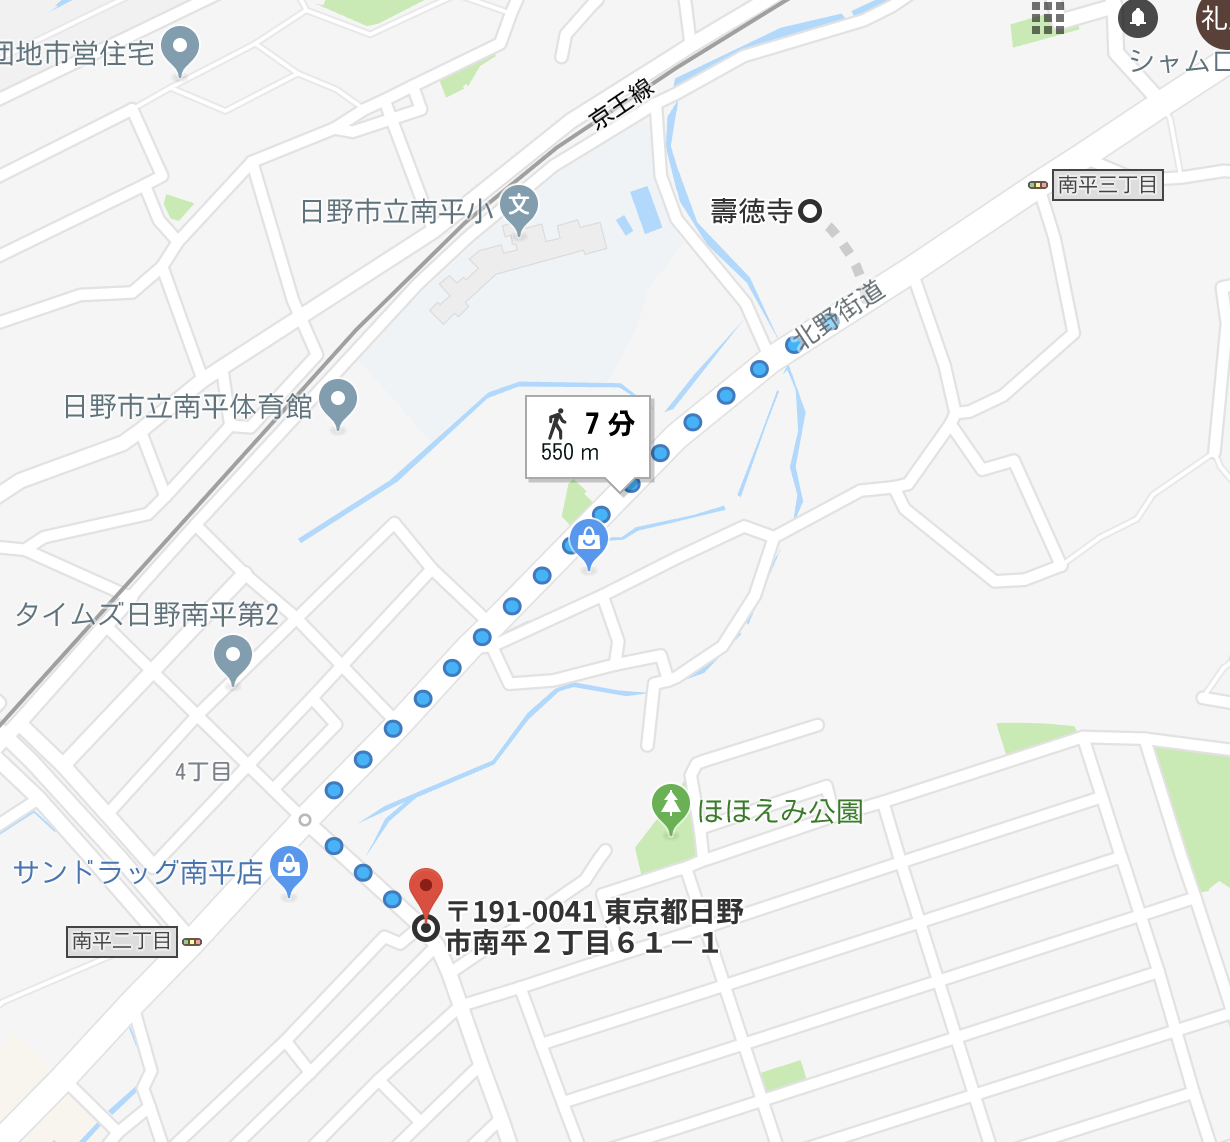 礼
団地市営住宅
シャムロ
京王線
南平三丁目
日野市立南平小
文
壽徳寺
北野街道
日野市立南平体育館
7 分
550 m
タイムズ日野南平第2
4丁目
ほほえみ公園
サンドラッグ南平店
〒191-0041 東京都日野
市南平２丁目６１－１
南平二丁目